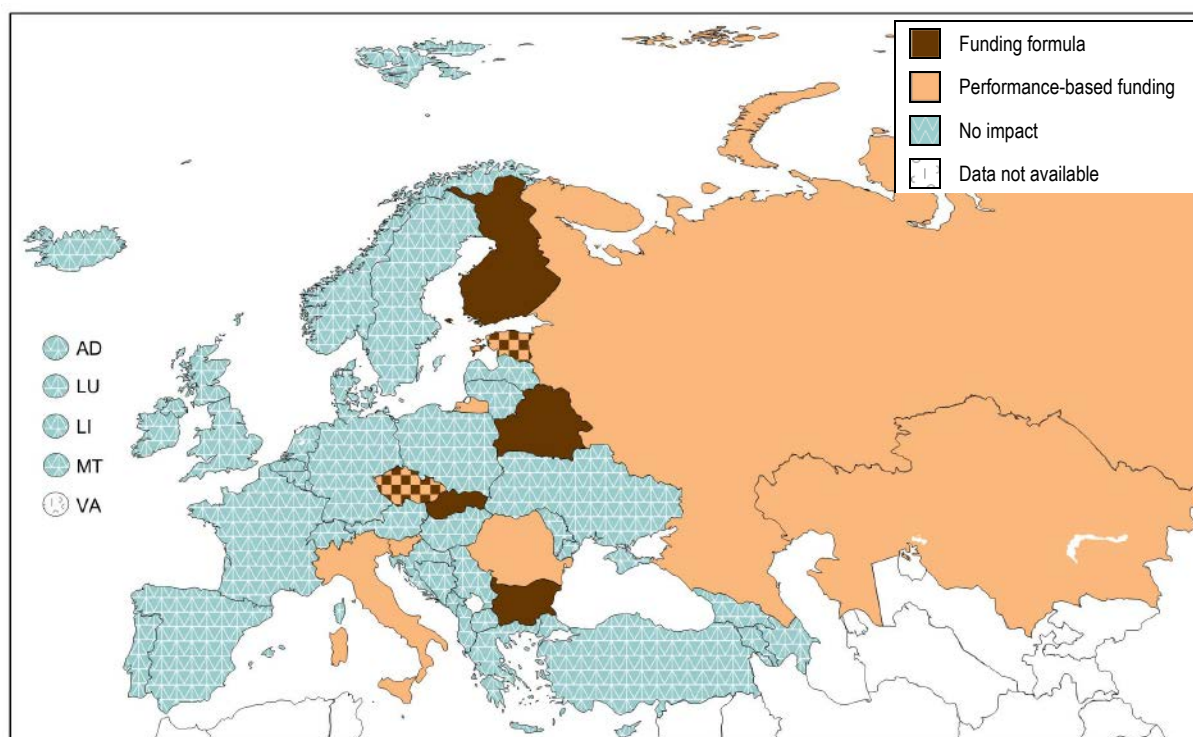 Funding formula
Performance-based funding
No impact
Data not available
AD
LU
LI
MT
VA